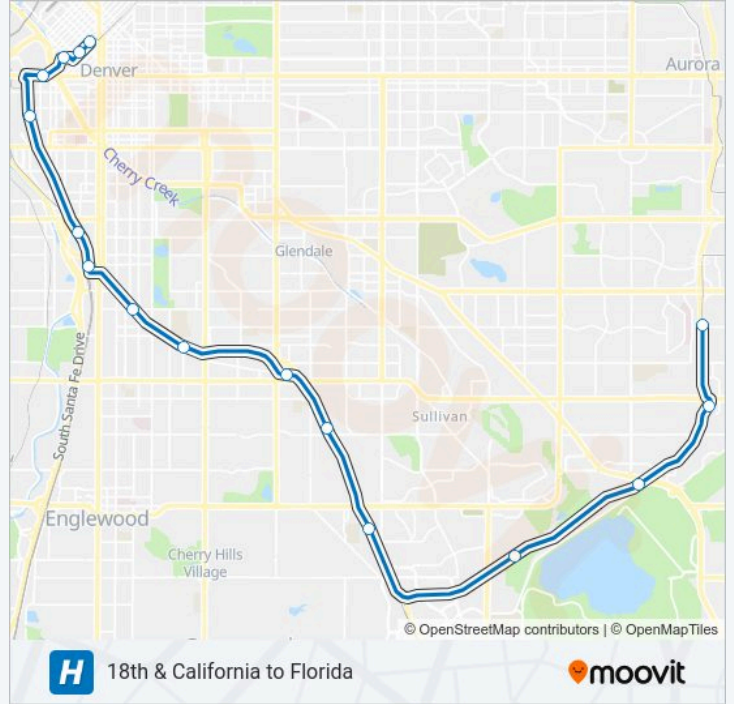 Denver
Aurora
Cherry Creek
Glendale
South Santa Fe Drive
Sullivan
Englewood
Cherry Hills
Village
© OpenStreetMap contributors | © OpenMapTiles
H 18th & California to Florida
moovit